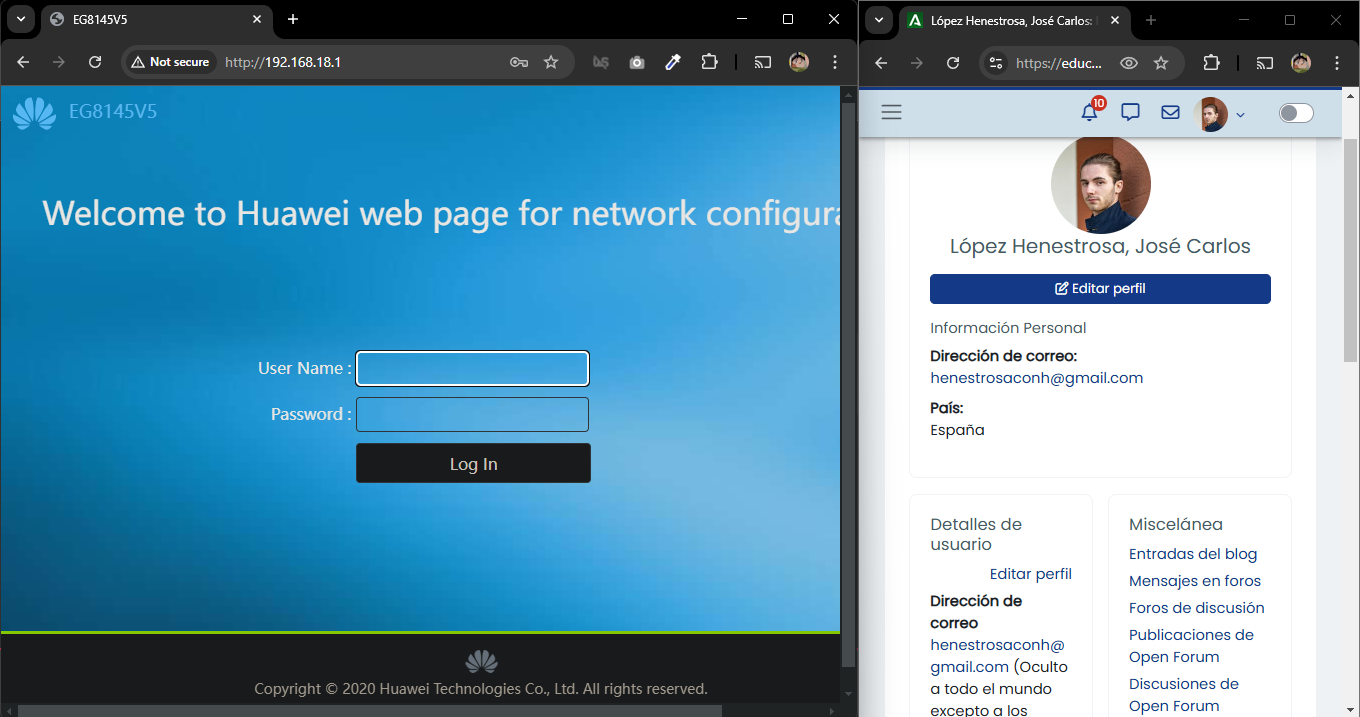 EG8145V5
Not secure
http://192.168.18.1
EG8145V5
Welcome to Huawei web page for network configura
User Name :
Password :
Log In
Copyright © 2020 Huawei Technologies Co., Ltd. All rights reserved.
López Henestrosa, José Carlos:
https://educ...
10
López Henestrosa, José Carlos
Editar perfil
Información Personal
Dirección de correo:
henestrosaconh@gmail.com
País:
España
Detalles de
usuario
Editar perfil
Dirección de
correo
henestrosaconh@
gmail.com (Oculto
a todo el mundo
excepto a los
Miscelánea
Entradas del blog
Mensajes en foros
Foros de discusión
Publicaciones de
Open Forum
Discusiones de
Open Forum